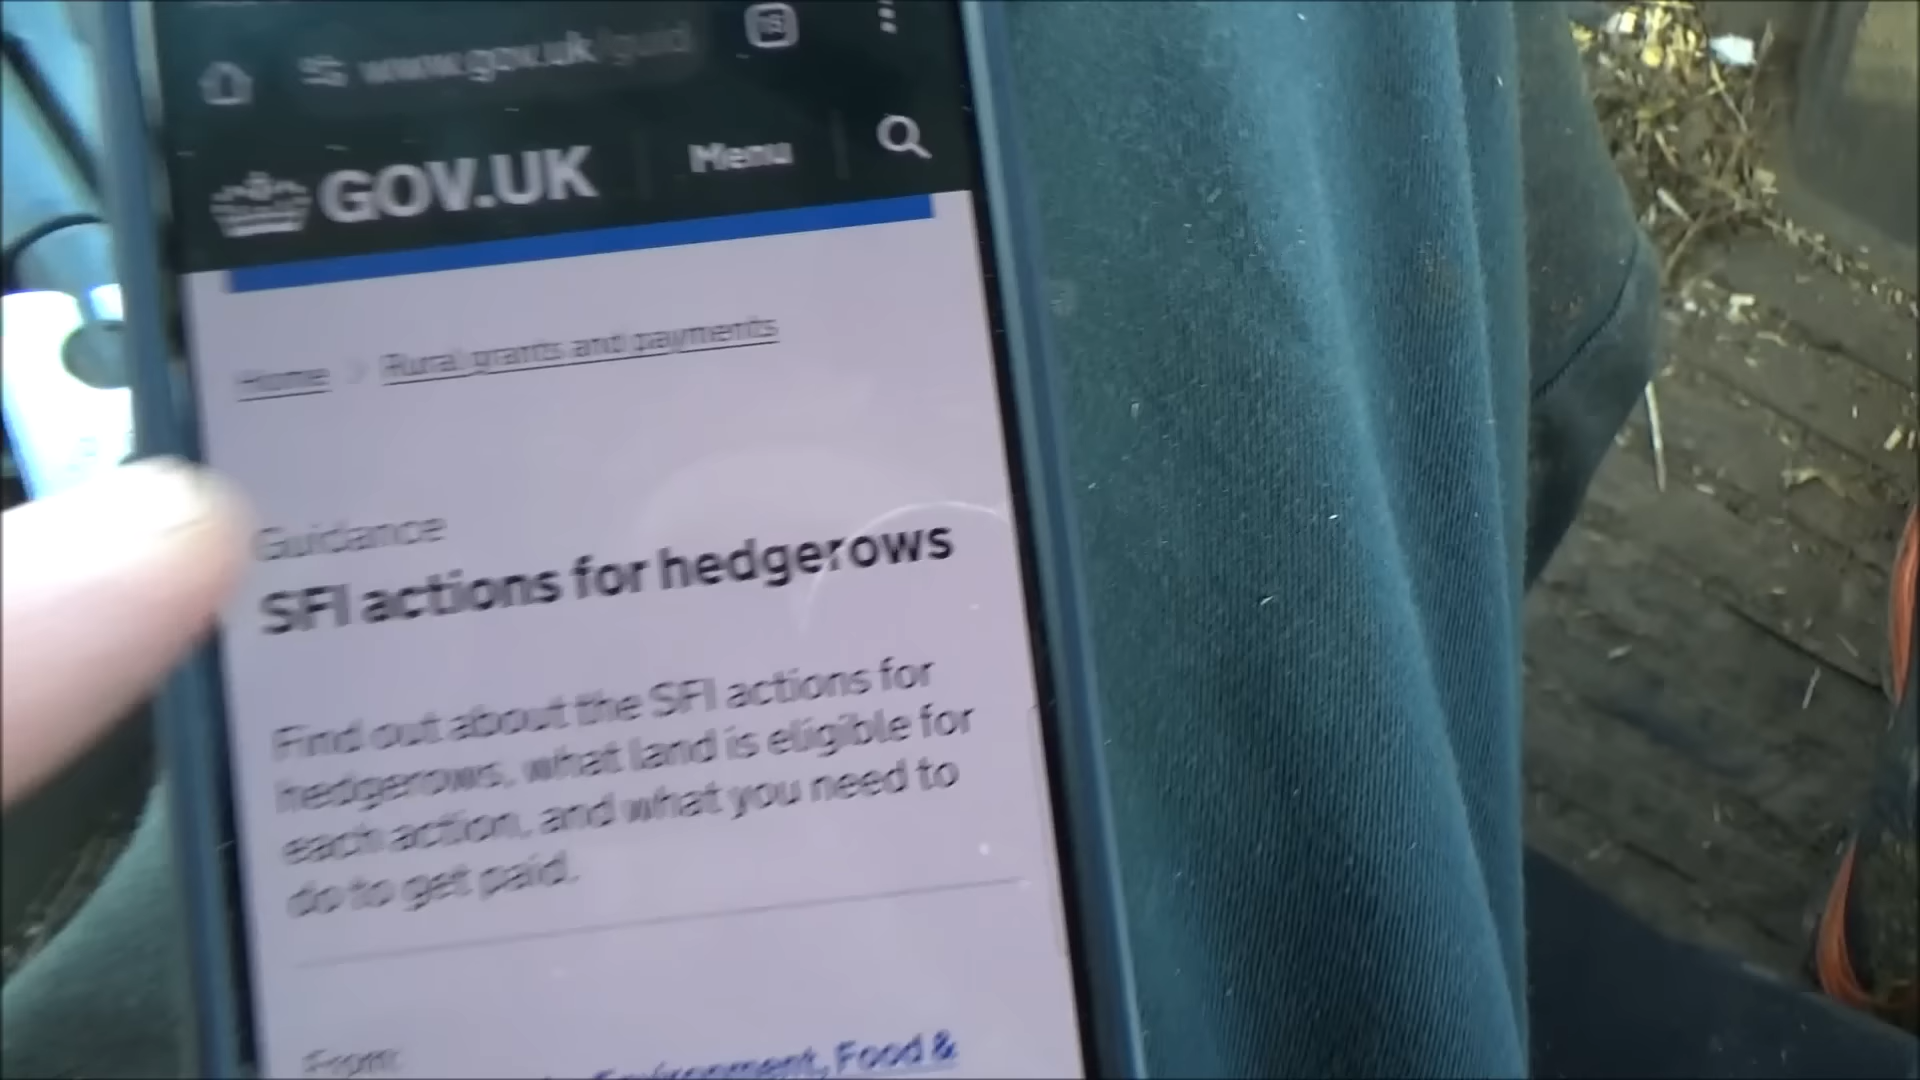 www.gov.uk/guid
GOV.UK
Menu
Home > Rural grants and payments
Guidance
SFI actions for hedgerows
Find out about the SFI actions for
hedgerows, what land is eligible for
each action, and what you need to
do to get paid.
From:
Environment, Food &